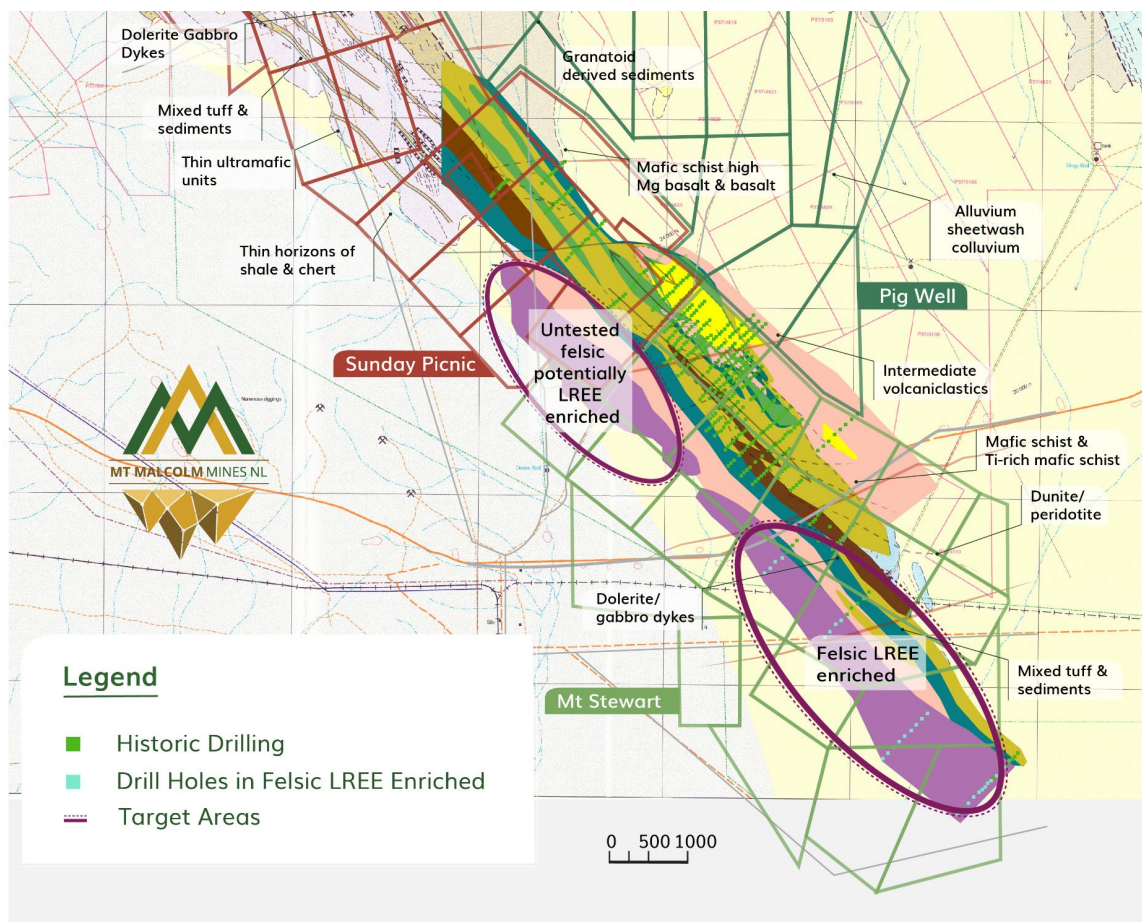 Dolerite Gabbro
Dykes
Mixed tuff &
sediments
Thin ultramafic
units
Thin horizons of
shale & chert
Granatoid
derived sediments
Mafic schist high
Mg basalt & basalt
Alluvium
sheetwash
colluvium
Pig Well
Sunday Picnic
Untested
felsic
potentially
LREE
enriched
Intermediate
volcaniclastics
Mafic schist &
Ti-rich mafic schist
Dunite/
peridotite
MT MALCOLM MINES NL
Dolerite/
gabbro dykes
Felsic LREE
enriched
Mixed tuff &
sediments
Mt Stewart
Legend
Historic Drilling
Drill Holes in Felsic LREE Enriched
Target Areas
0 500 1000